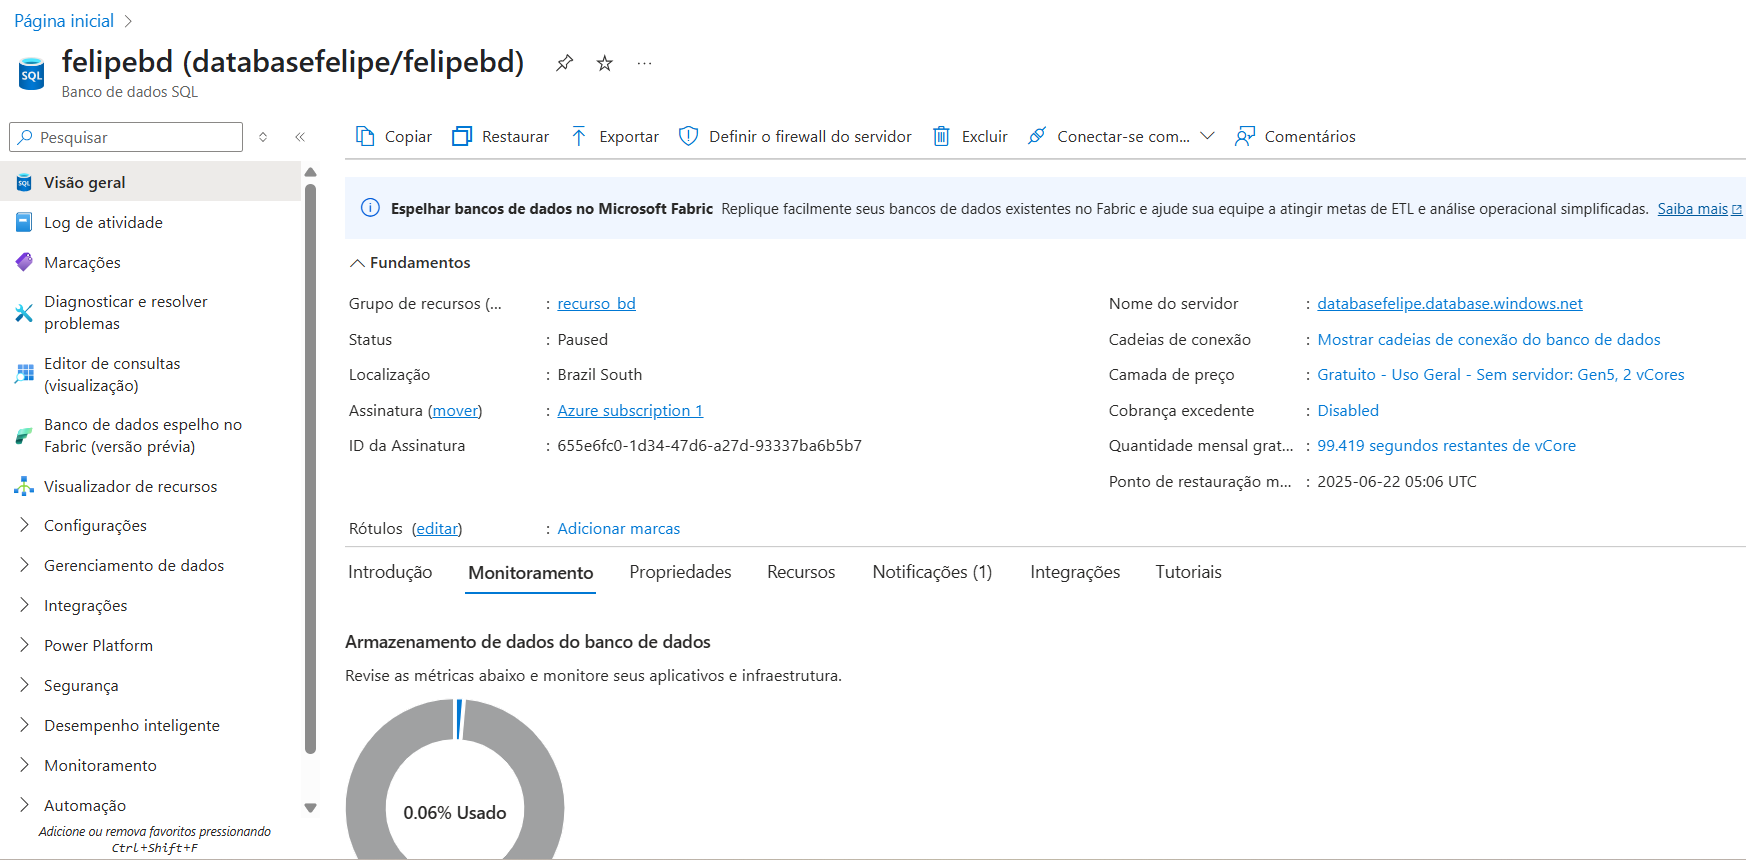 Página inicial
felipebd (databasefelipe/felipebd)
Banco de dados SQL
Pesquisar
Copiar
Restaurar
Exportar
Definir o firewall do servidor
Excluir
Conectar-se com...
Comentários
Visão geral
Log de atividade
Marcações
Diagnosticar e resolver
problemas
Editor de consultas
(visualização)
Banco de dados espelho no
Fabric (versão prévia)
Visualizador de recursos
Configurações
Gerenciamento de dados
Integrações
Power Platform
Segurança
Desempenho inteligente
Monitoramento
Automação
Adicione ou remova favoritos pressionando
Ctrl+Shift+F
Espelhar bancos de dados no Microsoft Fabric Replique facilmente seus bancos de dados existentes no Fabric e ajude sua equipe a atingir metas de ETL e análise operacional simplificadas. Saiba mais
Fundamentos
Grupo de recursos (... : recurso_bd
Status : Paused
Localização : Brazil South
Assinatura (mover) : Azure subscription 1
ID da Assinatura : 655e6fc0-1d34-47d6-a27d-93337ba6b5b7
Nome do servidor : databasefelipe.database.windows.net
Cadeias de conexão : Mostrar cadeias de conexão do banco de dados
Camada de preço : Gratuito - Uso Geral - Sem servidor: Gen5, 2 vCores
Cobrança excedente : Disabled
Quantidade mensal grat... : 99.419 segundos restantes de vCore
Ponto de restauração m... : 2025-06-22 05:06 UTC
Rótulos (editar) : Adicionar marcas
Introdução
Monitoramento
Propriedades
Recursos
Notificações (1)
Integrações
Tutoriais
Armazenamento de dados do banco de dados
Revise as métricas abaixo e monitore seus aplicativos e infraestrutura.
0.06% Usado